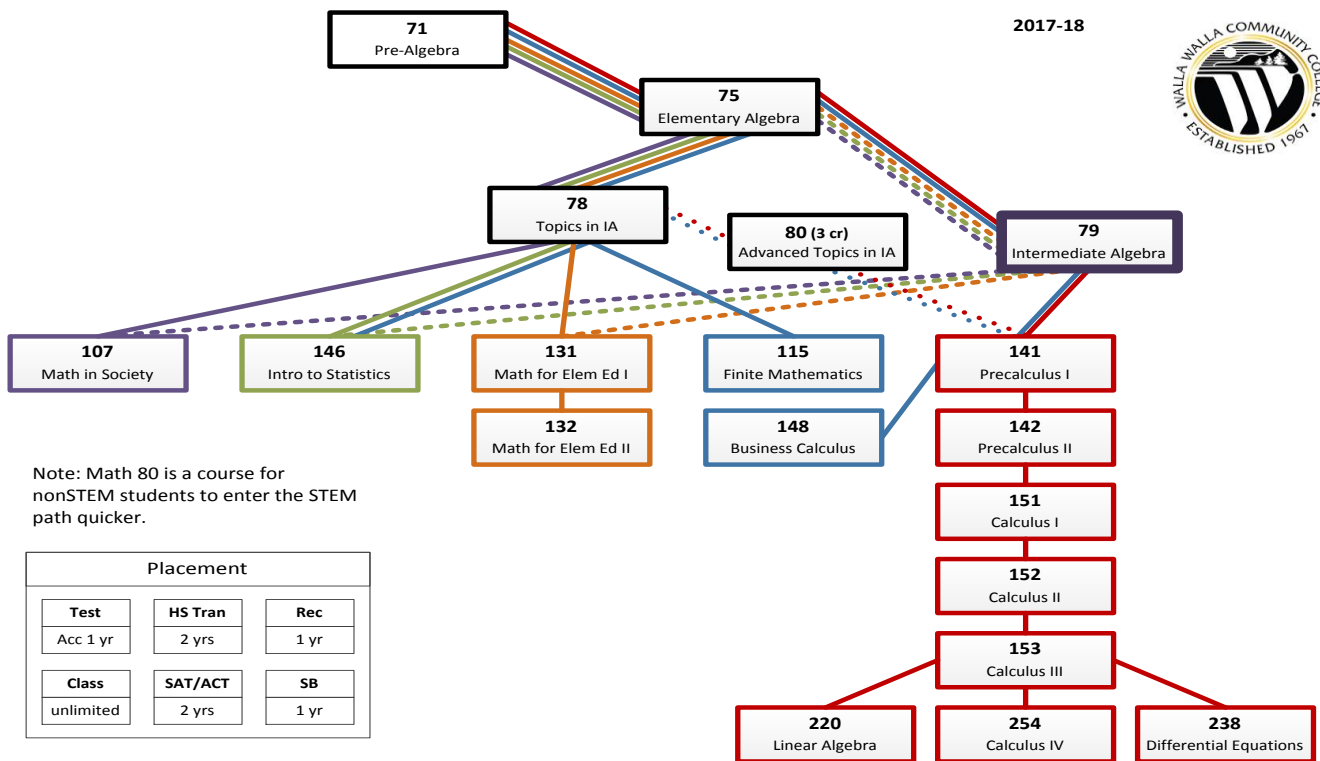 2017-18
WALLA WALLA COMMUNITY COLLEGE
• ESTABLISHED 1967 •
71
Pre-Algebra
75
Elementary Algebra
78
Topics in IA
80 (3 cr)
Advanced Topics in IA
79
Intermediate Algebra
107
Math in Society
146
Intro to Statistics
131
Math for Elem Ed I
115
Finite Mathematics
141
Precalculus I
132
Math for Elem Ed II
148
Business Calculus
142
Precalculus II
Note: Math 80 is a course for
nonSTEM students to enter the STEM
path quicker.
151
Calculus I
152
Calculus II
153
Calculus III
220
Linear Algebra
254
Calculus IV
238
Differential Equations
Placement
Test
Acc 1 yr
HS Tran
2 yrs
Rec
1 yr
Class
unlimited
SAT/ACT
2 yrs
SB
1 yr